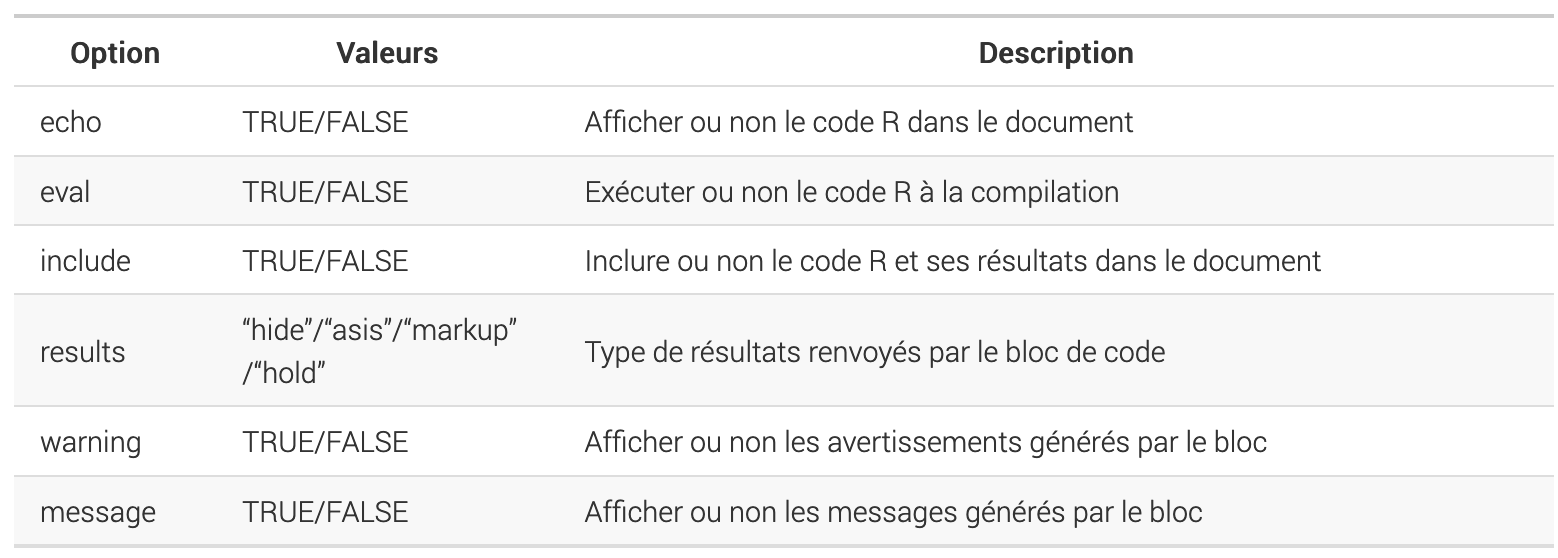 Option Valeurs Description
echo TRUE/FALSE Afficher ou non le code R dans le document
eval TRUE/FALSE Exécuter ou non le code R à la compilation
include TRUE/FALSE Inclure ou non le code R et ses résultats dans le document
results “hide”/“asis”/“markup”
/“hold” Type de résultats renvoyés par le bloc de code
warning TRUE/FALSE Afficher ou non les avertissements générés par le bloc
message TRUE/FALSE Afficher ou non les messages générés par le bloc